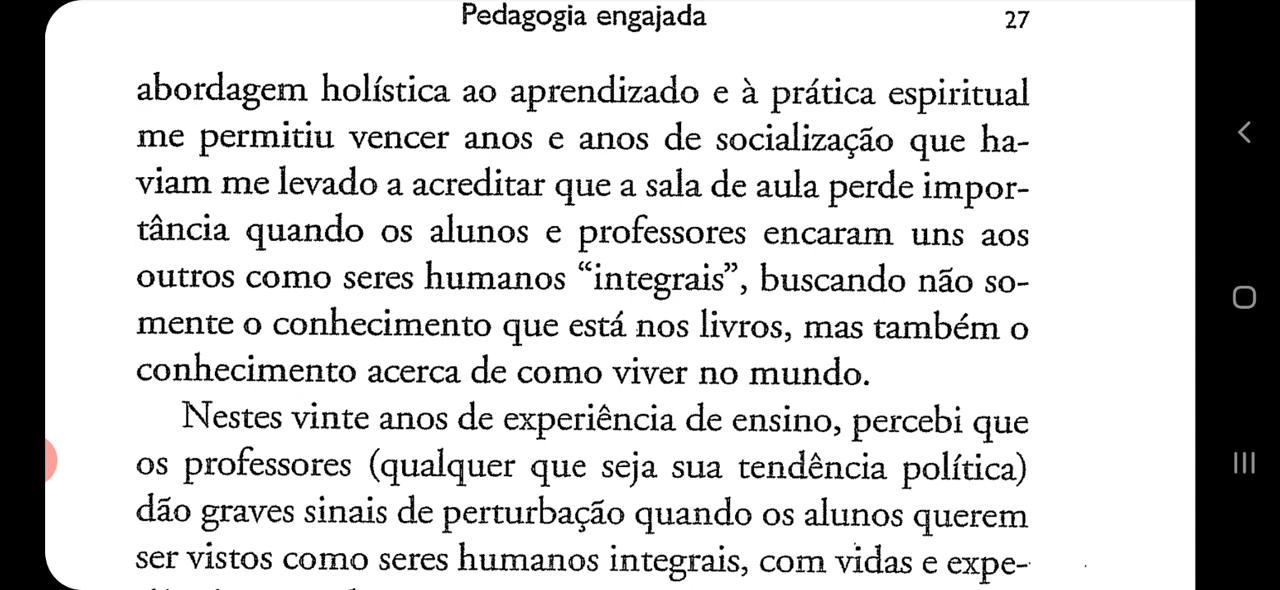 Pedagogia engajada 27
abordagem holística ao aprendizado e à prática espiritual
me permitiu vencer anos e anos de socialização que ha-
viam me levado a acreditar que a sala de aula perde impor-
tância quando os alunos e professores encaram uns aos
outros como seres humanos “integrais”, buscando não so-
mente o conhecimento que está nos livros, mas também o
conhecimento acerca de como viver no mundo.
Nestes vinte anos de experiência de ensino, percebi que
os professores (qualquer que seja sua tendência política)
dão graves sinais de perturbação quando os alunos querem
ser vistos como seres humanos integrais, com vidas e expe-